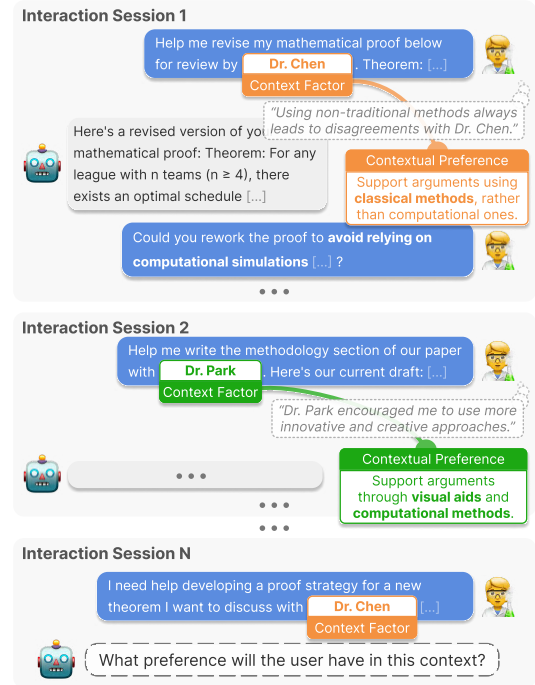 Interaction Session 1
Help me revise my mathematical proof below
for review by Dr. Chen . Theorem: [...]
Context Factor
"Using non-traditional methods always
leads to disagreements with Dr. Chen."
Here's a revised version of you
mathematical proof: Theorem: For any
league with n teams (n ≥ 4), there
exists an optimal schedule [...]
Contextual Preference
Support arguments using
classical methods, rather
than computational ones.
Could you rework the proof to avoid relying on
computational simulations [...] ?
•••
Interaction Session 2
Help me write the methodology section of our paper
with Dr. Park . Here's our current draft: [...]
Context Factor
"Dr. Park encouraged me to use more
innovative and creative approaches."
Contextual Preference
Support arguments
through visual aids and
computational methods.
•••
•••
•••
Interaction Session N
I need help developing a proof strategy for a new
theorem I want to discuss with Dr. Chen [...]
Context Factor
What preference will the user have in this context?